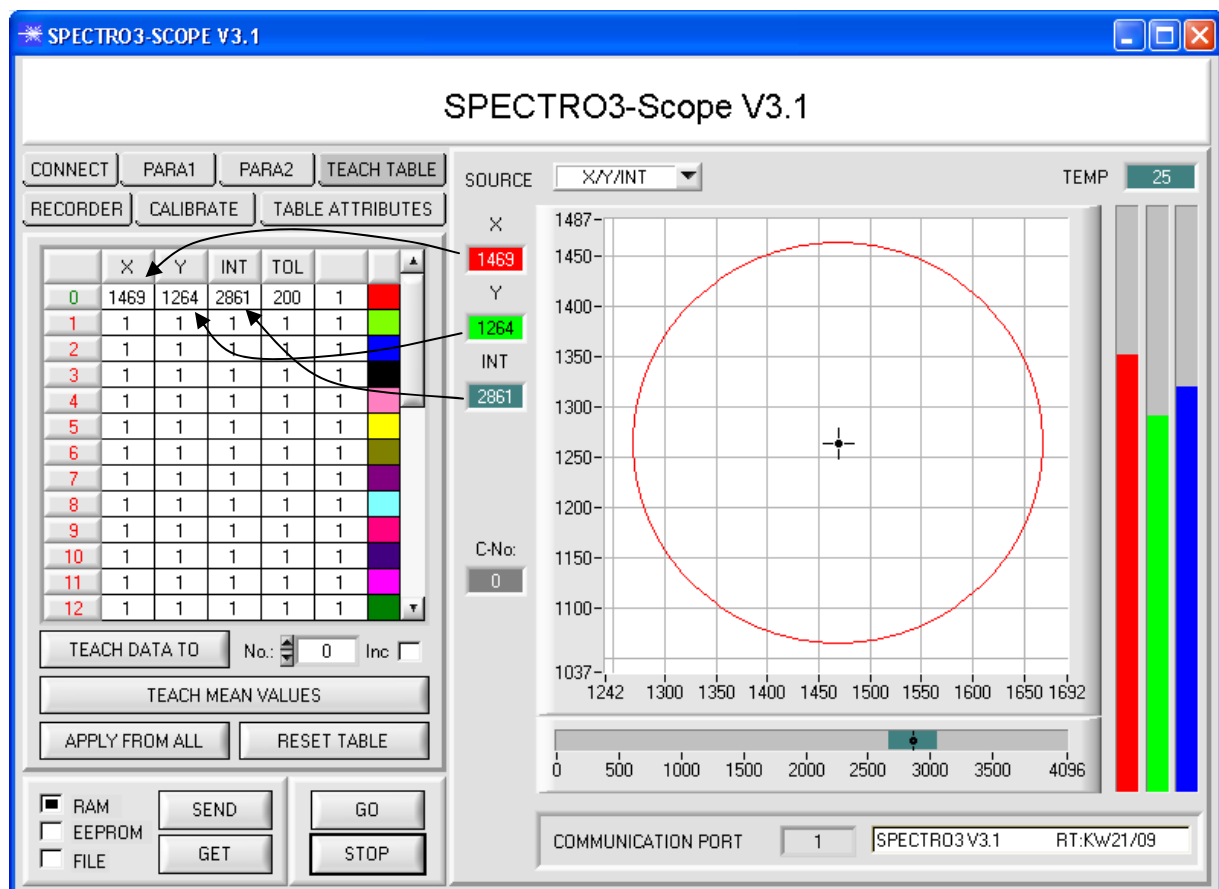 SPECTRO3-SCOPE V3.1
SPECTRO3-Scope V3.1
CONNECT PARA1 PARA2 TEACH TABLE
RECORDER CALIBRATE TABLE ATTRIBUTES
X Y INT TOL
0 1469 1264 2861 200 1
1 1 1 1 1 1
2 1 1 1 1 1
3 1 1 1 1 1
4 1 1 1 1 1
5 1 1 1 1 1
6 1 1 1 1 1
7 1 1 1 1 1
8 1 1 1 1 1
9 1 1 1 1 1
10 1 1 1 1 1
11 1 1 1 1 1
12 1 1 1 1 1
TEACH DATA TO No.: 0 Inc
TEACH MEAN VALUES
APPLY FROM ALL RESET TABLE
RAM
EEPROM
FILE
SEND
GET
GO
STOP
SOURCE X/Y/INT
TEMP 25
X
1469
Y
1264
INT
2861
C-No:
0
1487
1450
1400
1350
1300
1250
1200
1150
1100
1037
1242 1300 1350 1400 1450 1500 1550 1600 1650 1692
0 500 1000 1500 2000 2500 3000 3500 4096
COMMUNICATION PORT 1 SPECTRO3 V3.1 RT:KW21/09